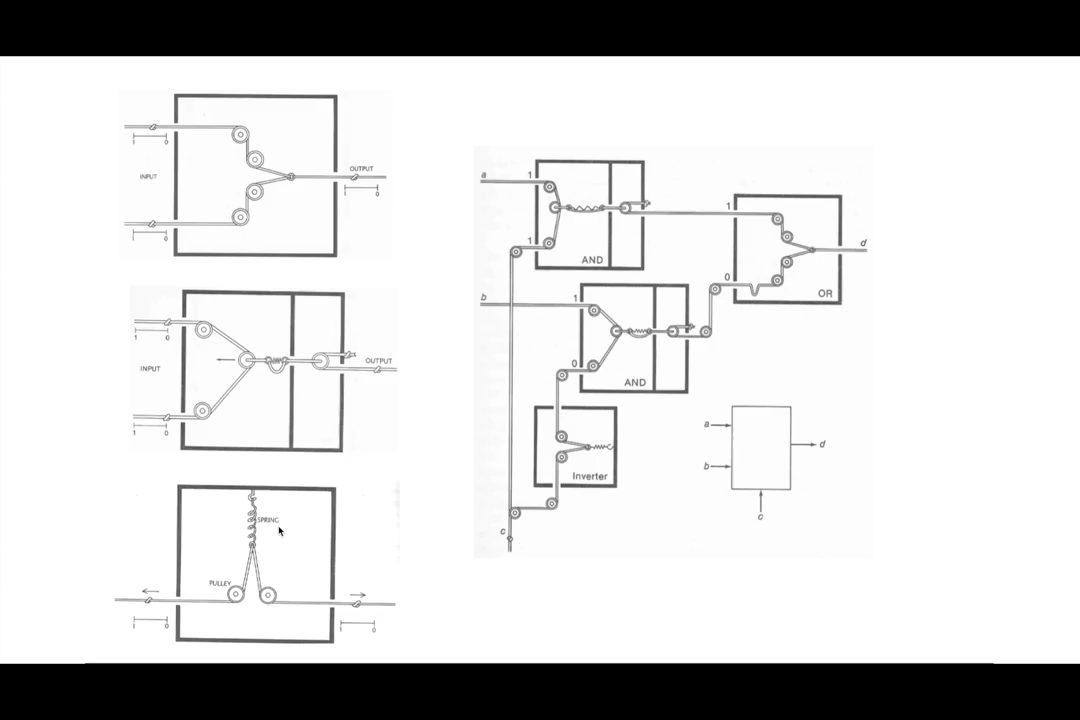 INPUT
1 0
1 0
OUTPUT
1 0
INPUT
1 0
1 0
OUTPUT
SPRING
PULLEY
1 0
1 0
a
1
1
AND
b
1
0
AND
Inverter
c
1
0
OR
d
a
b
c
d